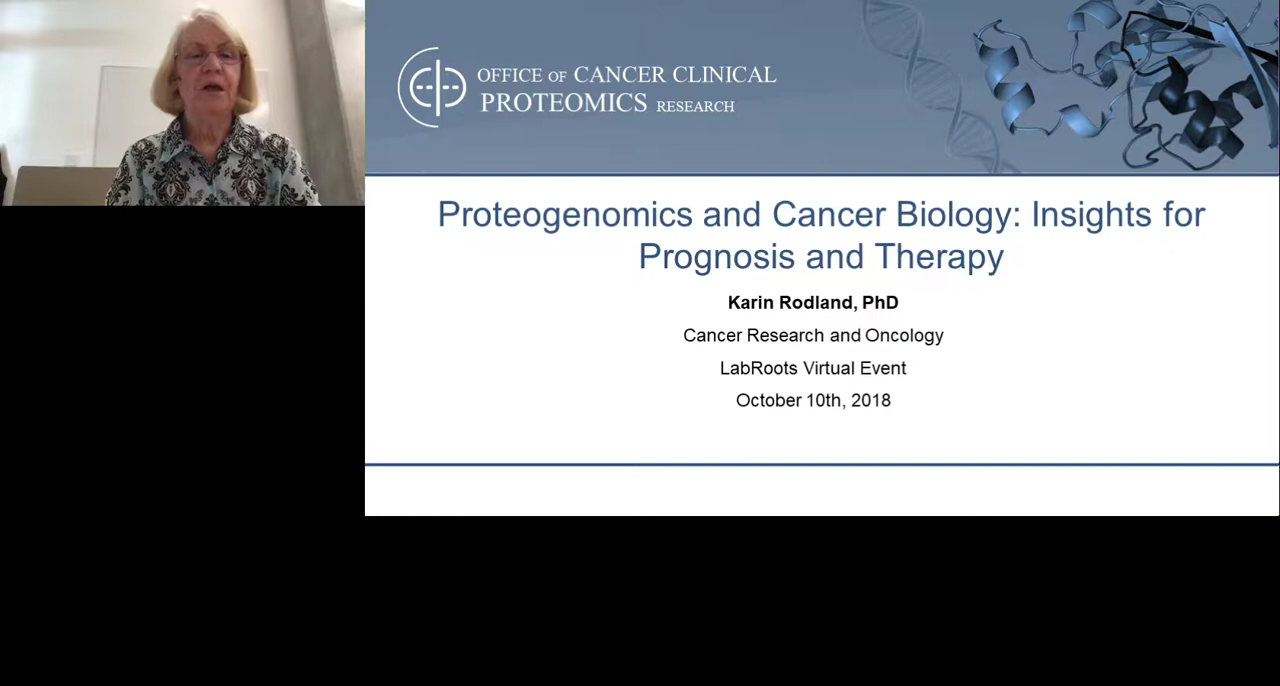 OFFICE OF CANCER CLINICAL
PROTEOMICS RESEARCH
Proteogenomics and Cancer Biology: Insights for
Prognosis and Therapy
Karin Rodland, PhD
Cancer Research and Oncology
LabRoots Virtual Event
October 10th, 2018